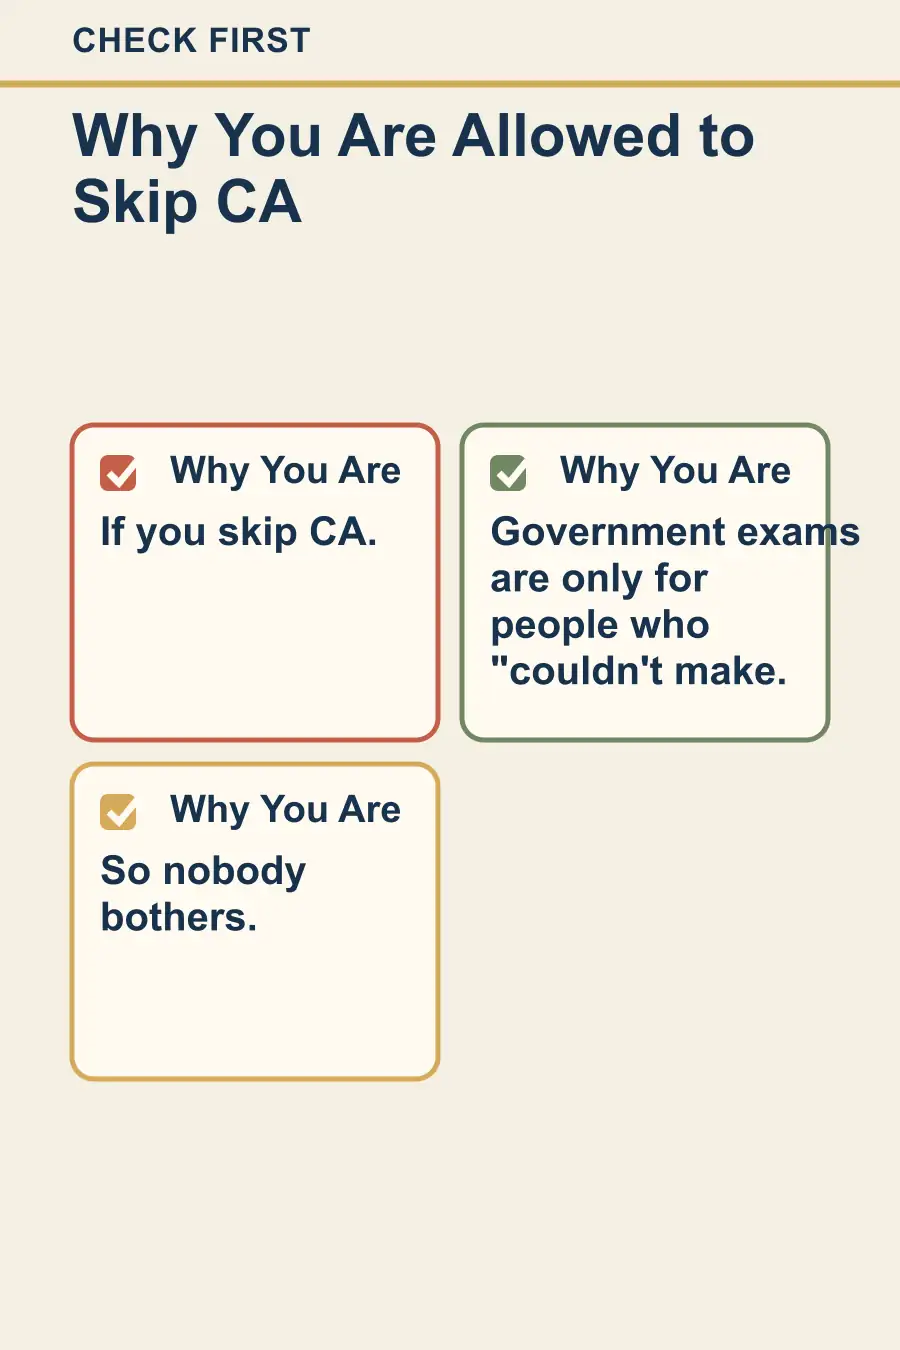 CHECK FIRST
Why You Are Allowed to
Skip CA
Why You Are
If you skip CA.
Why You Are
Government exams
are only for
people who
"couldn't make.
Why You Are
So nobody
bothers.